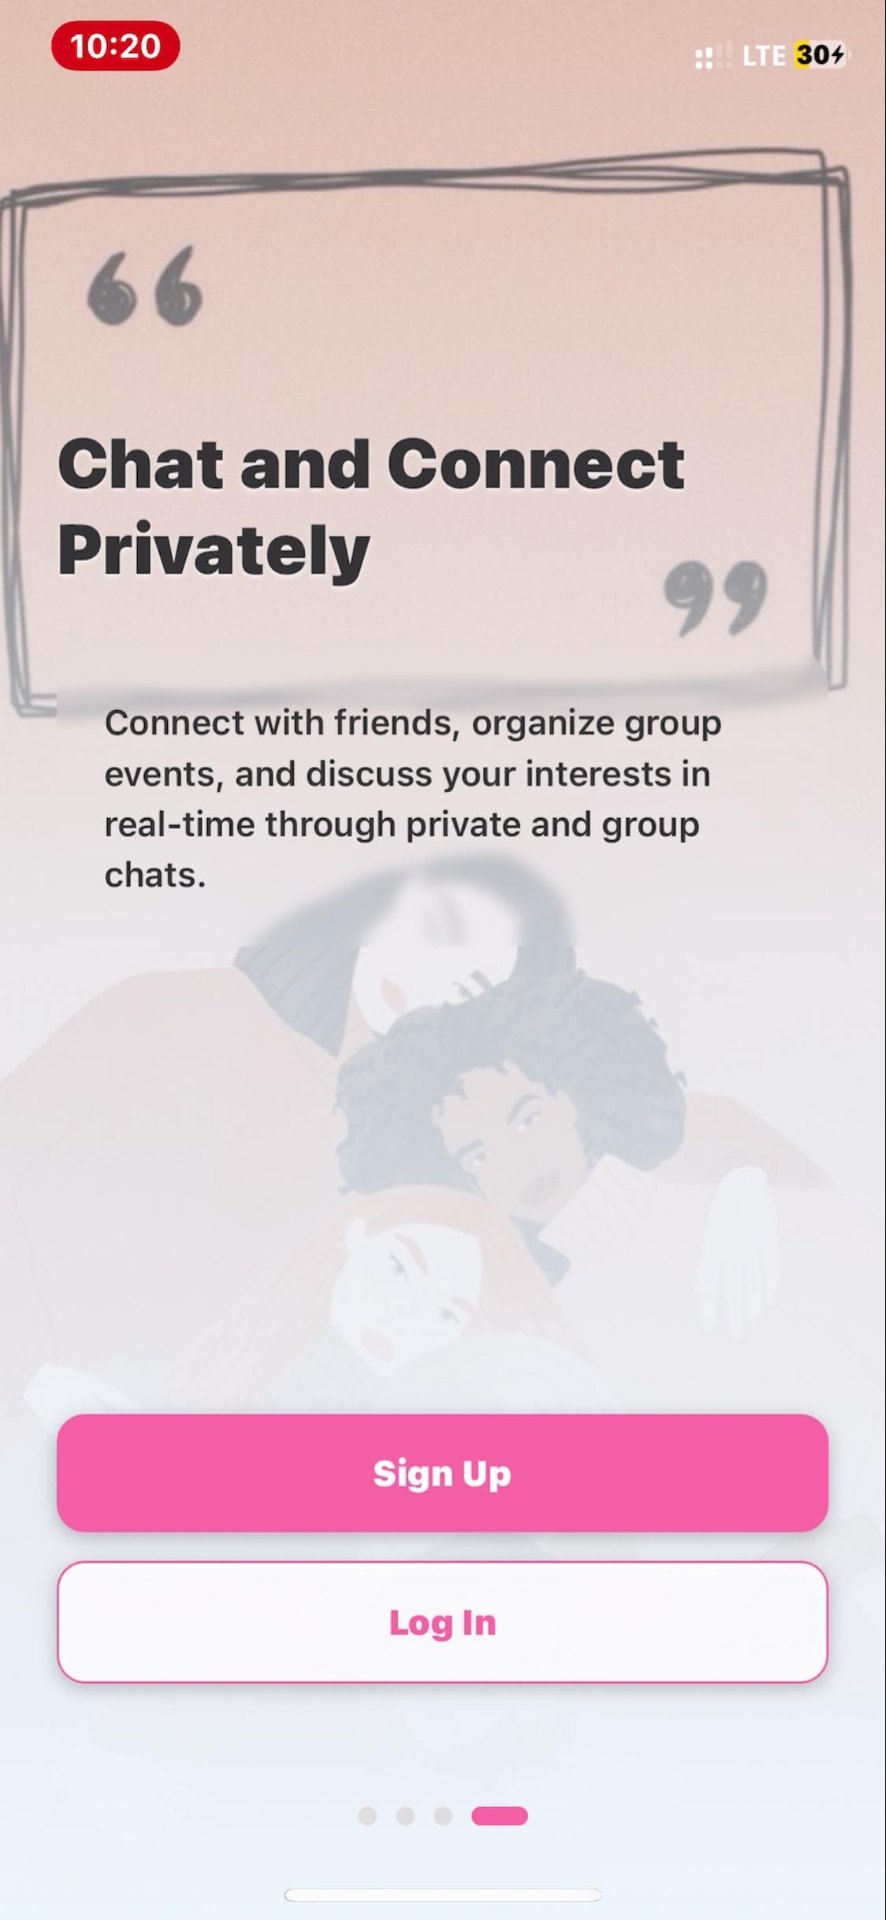 10:20
LTE 30
Chat and Connect
Privately
Connect with friends, organize group
events, and discuss your interests in
real-time through private and group
chats.
Sign Up
Log In